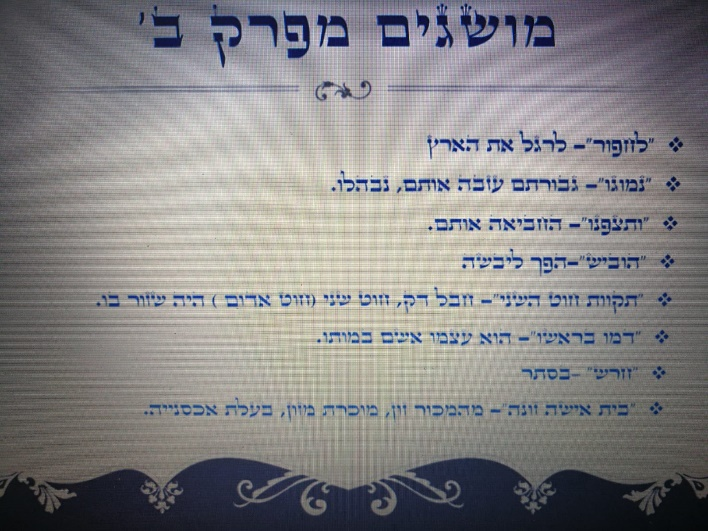 מושגים מפרק ב'
"לחפור"– לרגל את הארץ
"נמוגו"– גבורתם עזבה אותם, נבהלו.
"ותצפנו"– החביאה אותם.
"הוביש"–הפך ליבשה
"תקוות חוט השני"– חבל דק, חוט שני (חוט אדום ) היה שזור בו.
"דמו בראשו"– הוא עצמו אשם במותו.
"חרש" –בסתר
"בית אישה זונה"– מהמכור זון, מוכרת מזון, בעלת אכסנייה.